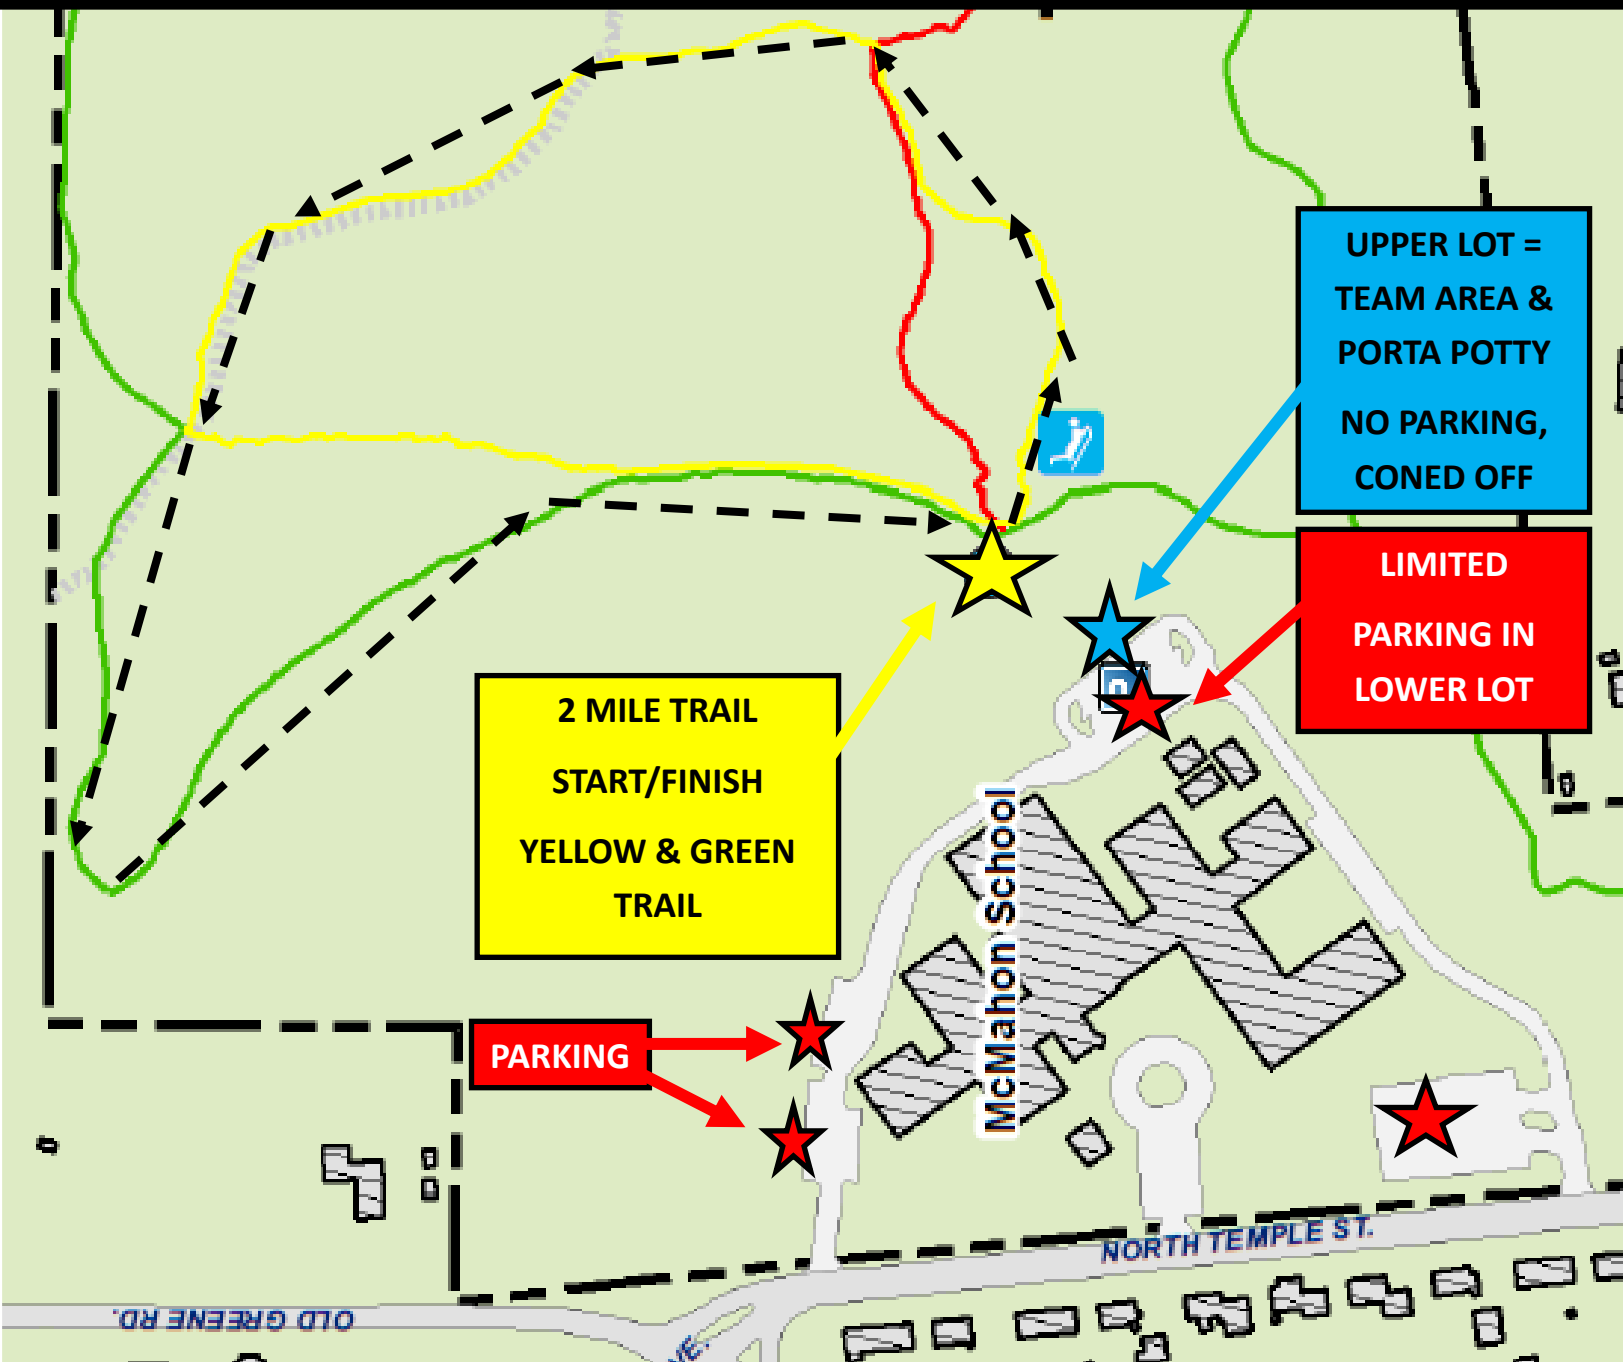 UPPER LOT =
TEAM AREA &
PORTA POTTY
NO PARKING,
CONED OFF
LIMITED
PARKING IN
LOWER LOT
2 MILE TRAIL
START/FINISH
YELLOW & GREEN
TRAIL
McMahon School
PARKING
NORTH TEMPLE ST.
OLD GREENE RD.
VE.